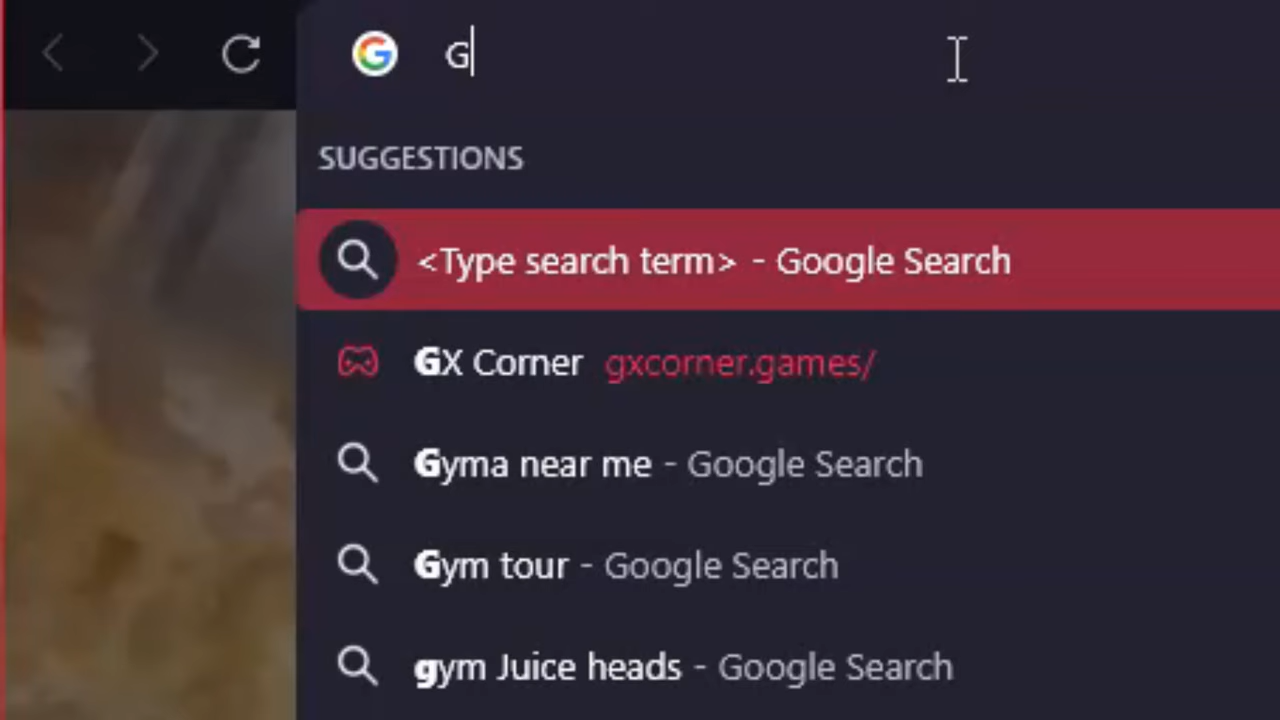 G
SUGGESTIONS
<Type search term> - Google Search
GX Corner gxcorner.games/
Gyma near me - Google Search
Gym tour - Google Search
gym Juice heads - Google Search